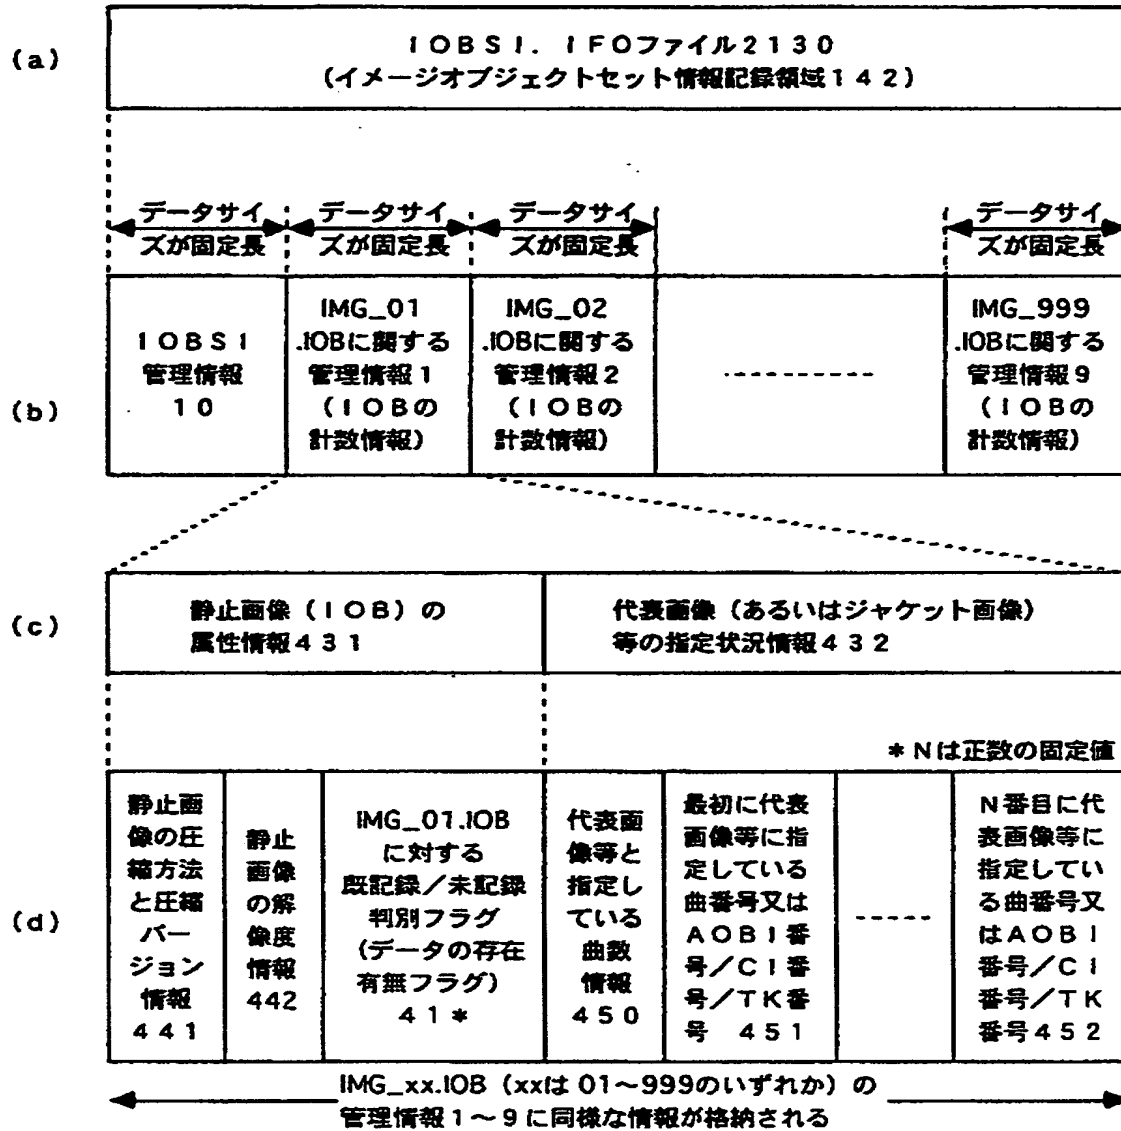 (a)
IOBSI. IFOファイル2130
(イメージオブジェクトセット情報記録領域142)
データサイ
ズが固定長
データサイ
ズが固定長
データサイ
ズが固定長
データサイ
ズが固定長
(b)
IOBSI
管理情報
10
IMG_01
.IOBに関する
管理情報1
(IOBの
計数情報)
IMG_02
.IOBに関する
管理情報2
(IOBの
計数情報)
IMG_999
.IOBに関する
管理情報9
(IOBの
計数情報)
(c)
静止画像(IOB)の
属性情報431
代表画像(あるいはジャケット画像)
等の指定状況情報432
*Nは正数の固定値
(d)
静止画
像の圧
縮方法
と圧縮
バー
ジョン
情報
441
静止
画像
の解
像度
情報
442
IMG_01.IOB
に対する
既記録/未記録
判別フラグ
(データの存在
有無フラグ)
41*
代表画
像等と
指定し
ている
曲数
情報
450
最初に代表
画像等に指
定している
曲番号又は
AOBI番
号/CI番
号/TK番
号 451
N番目に代
表画像等に
指定してい
る曲番号又
はAOBI
番号/CI
番号/TK
番号452
IMG_xx.IOB(xxは 01~999のいずれか)の
管理情報1~9に同様な情報が格納される